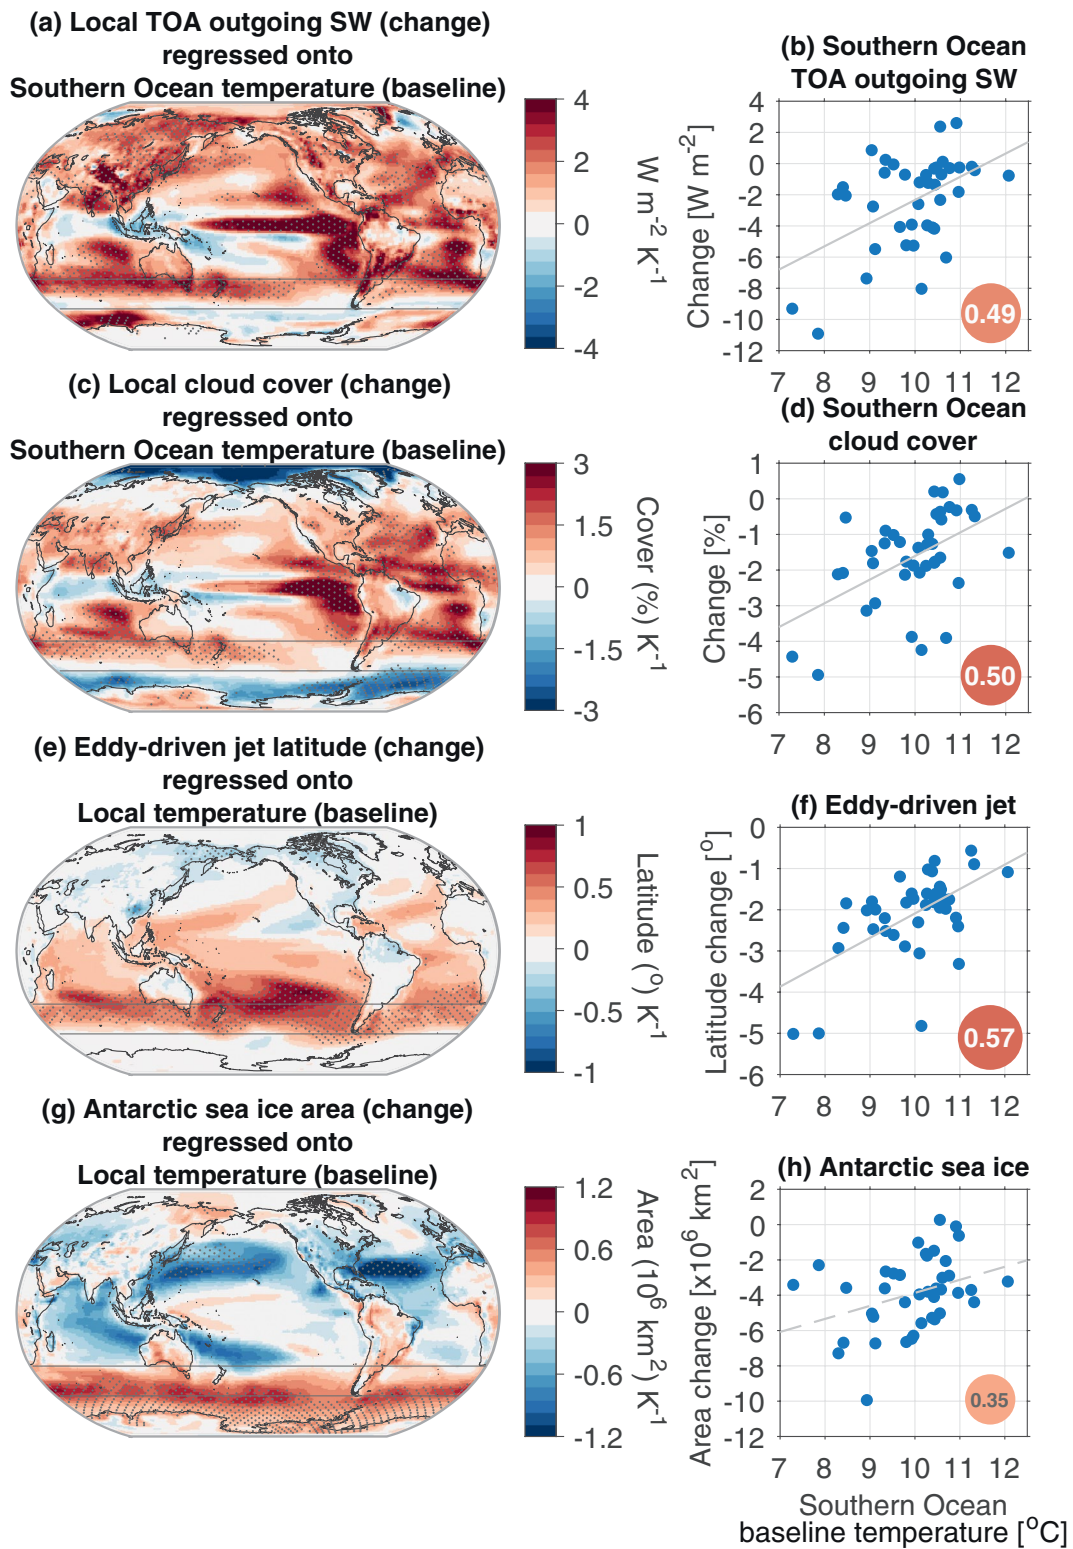 (a) Local TOA outgoing SW (change)
regressed onto
Southern Ocean temperature (baseline)
4
2
0
-2
-4
W m-2 K-1
(b) Southern Ocean
TOA outgoing SW
Change [W m-2]
4
2
0
-2
-4
-6
-8
-10
-12
0.49
7 8 9 10 11 12
(c) Local cloud cover (change)
regressed onto
Southern Ocean temperature (baseline)
3
1.5
0
-1.5
-3
Cover (%) K-1
(d) Southern Ocean
cloud cover
Change [%]
1
0
-1
-2
-3
-4
-5
-6
0.50
7 8 9 10 11 12
(e) Eddy-driven jet latitude (change)
regressed onto
Local temperature (baseline)
1
0.5
0
-0.5
-1
Latitude (o) K-1
(f) Eddy-driven jet
Latitude change [o]
0
-1
-2
-3
-4
-5
-6
0.57
7 8 9 10 11 12
(g) Antarctic sea ice area (change)
regressed onto
Local temperature (baseline)
1.2
0.6
0
-0.6
-1.2
Area (106 km2) K-1
(h) Antarctic sea ice
Area change [x106 km2]
2
0
-2
-4
-6
-8
-10
-12
0.35
7 8 9 10 11 12
Southern Ocean
baseline temperature [oC]